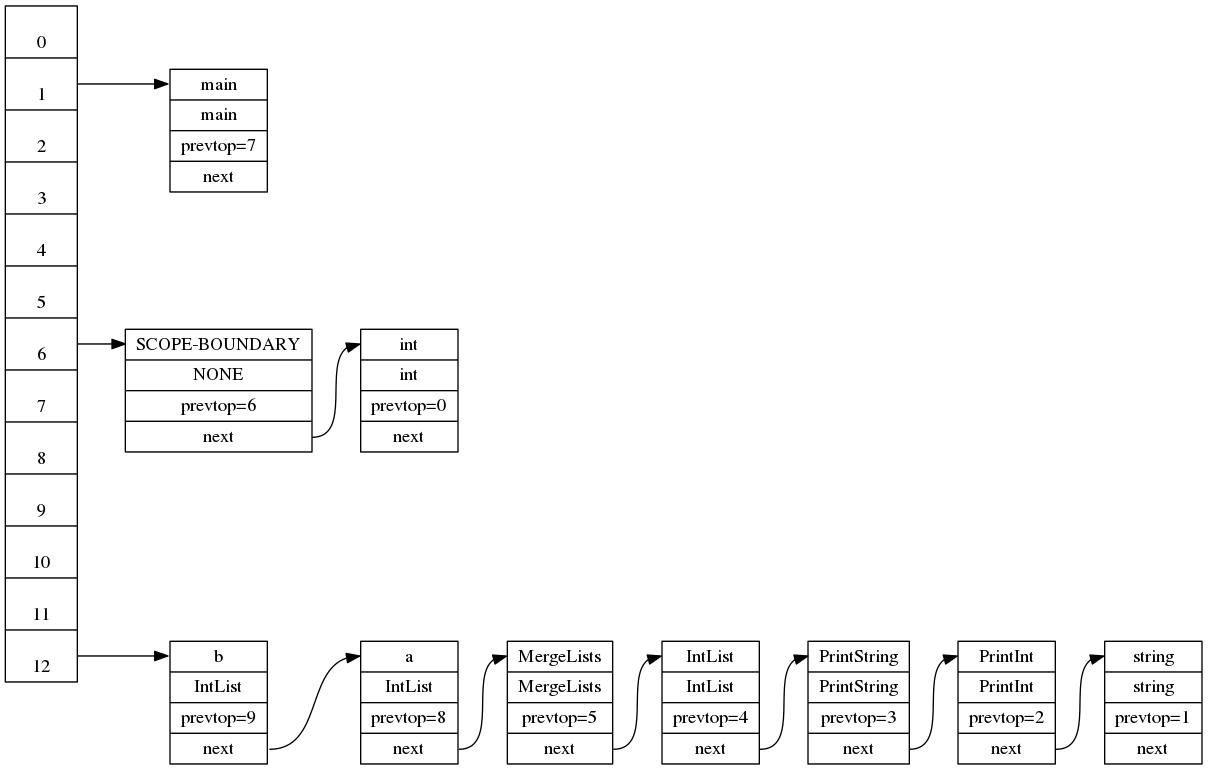 0
1
2
3
4
5
6
7
8
9
10
11
12
main
main
prevtop=7
next
SCOPE-BOUNDARY
NONE
prevtop=6
next
int
int
prevtop=0
next
b
IntList
prevtop=9
next
a
IntList
prevtop=8
next
MergeLists
MergeLists
prevtop=5
next
IntList
IntList
prevtop=4
next
PrintString
PrintString
prevtop=3
next
PrintInt
PrintInt
prevtop=2
next
string
string
prevtop=1
next